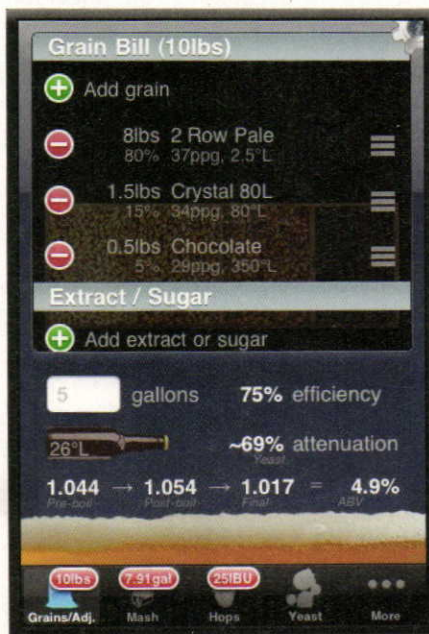 Grain Bill (10lbs)
Add grain
8lbs 2 Row Pale
80% 37ppg, 2.5°L
1.5lbs Crystal 80L
15% 34ppg, 80°L
0.5lbs Chocolate
5% 29ppg, 350°L
Extract / Sugar
Add extract or sugar
5 gallons 75% efficiency
26°L ~69% attenuation
Yeast
1.044 → 1.054 → 1.017 = 4.9%
Pre-boil Post-boil Final ABV
10lbs 7.91gal 25IBU
Grains/Adj. Mash Hops Yeast More